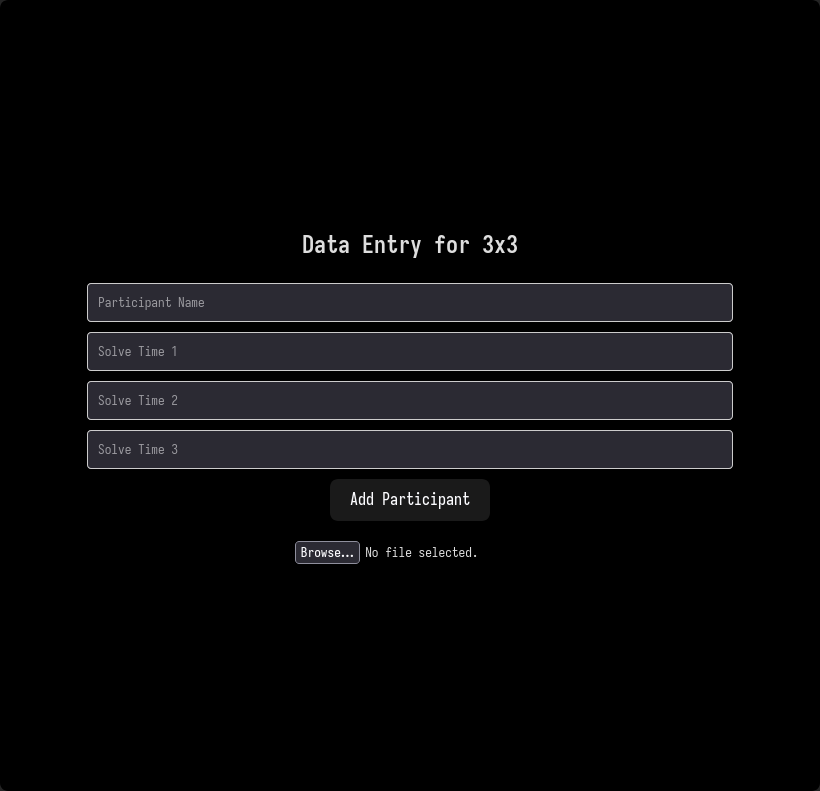 Data Entry for 3x3
Participant Name
Solve Time 1
Solve Time 2
Solve Time 3
Add Participant
Browse... No file selected.